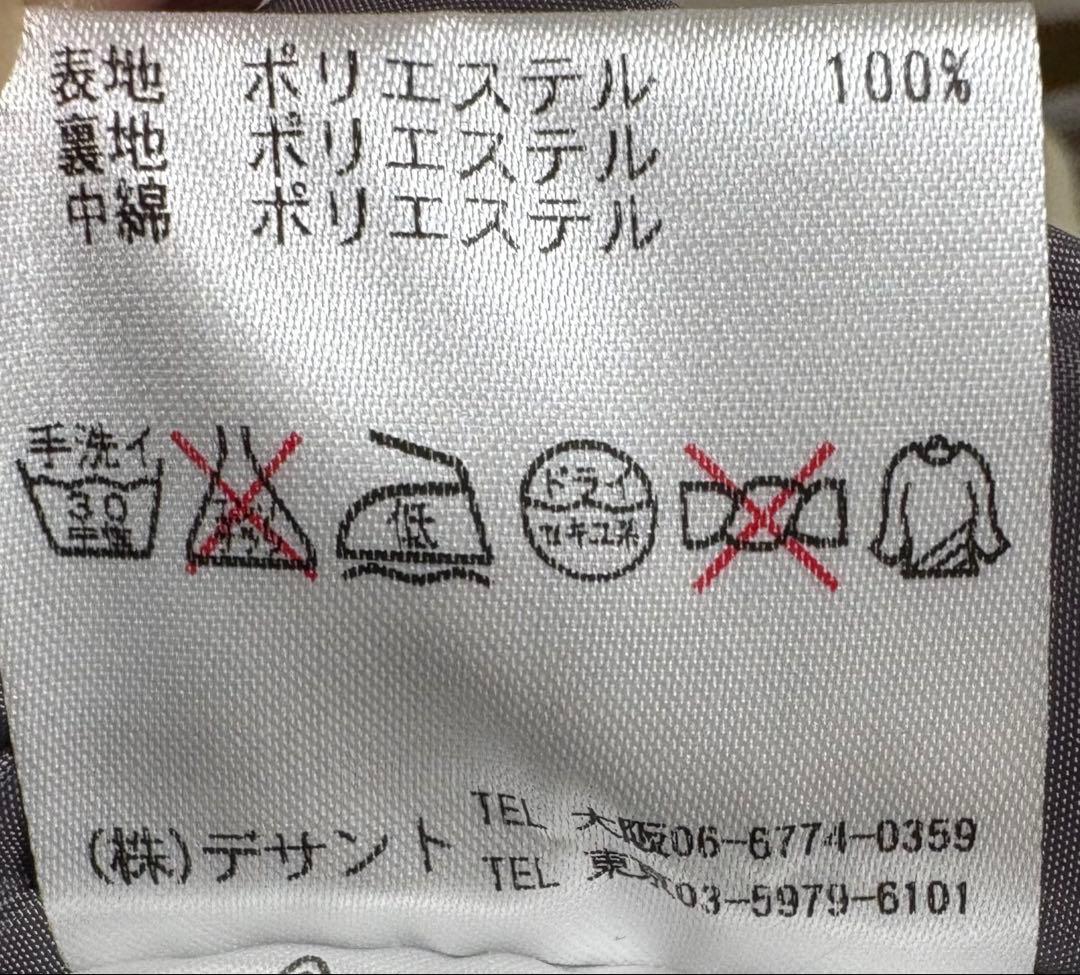 表地 ポリエステル 100%
裏地 ポリエステル
中綿 ポリエステル
手洗イ
30
中性
低
ドライ
セキユ系
(株)デサント
TEL 大阪06-6774-0359
TEL 東京03-5979-6101